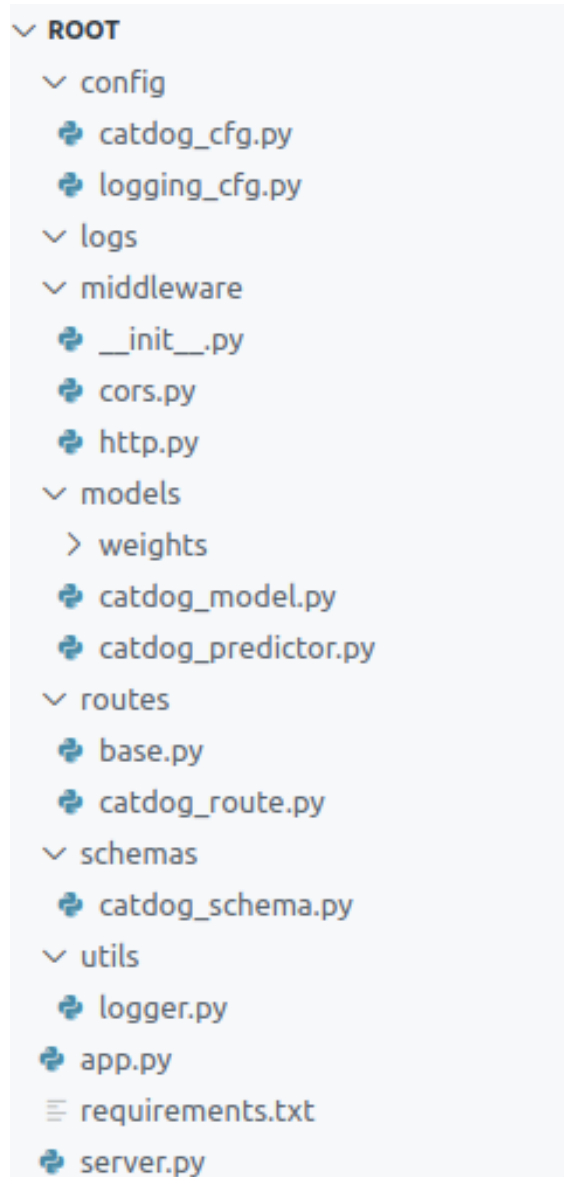 ROOT
config
catdog_cfg.py
logging_cfg.py
logs
middleware
__init__.py
cors.py
http.py
models
weights
catdog_model.py
catdog_predictor.py
routes
base.py
catdog_route.py
schemas
catdog_schema.py
utils
logger.py
app.py
requirements.txt
server.py